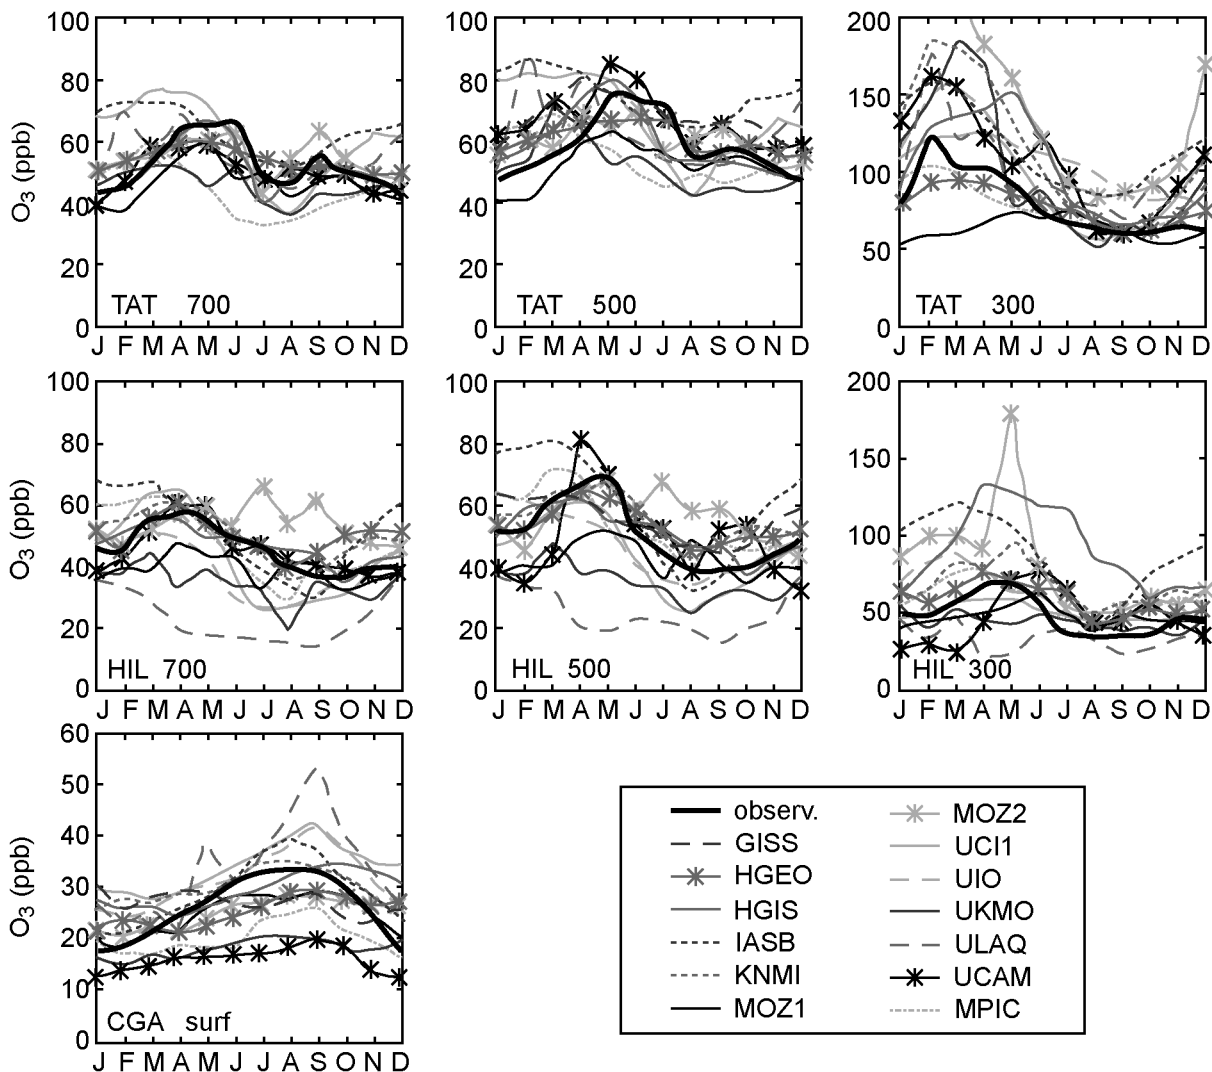 100
80
60
40
20
0
O3 (ppb)
TAT 700
J F M A M J J A S O N D
100
80
60
40
20
0
TAT 500
J F M A M J J A S O N D
200
150
100
50
0
TAT 300
J F M A M J J A S O N D
100
80
60
40
20
0
O3 (ppb)
HIL 700
J F M A M J J A S O N D
100
80
60
40
20
0
HIL 500
J F M A M J J A S O N D
200
150
100
50
0
HIL 300
J F M A M J J A S O N D
60
50
40
30
20
10
0
O3 (ppb)
CGA surf
J F M A M J J A S O N D
observ.
GISS
HGEO
HGIS
IASB
KNMI
MOZ1
MOZ2
UCI1
UIO
UKMO
ULAQ
UCAM
MPIC